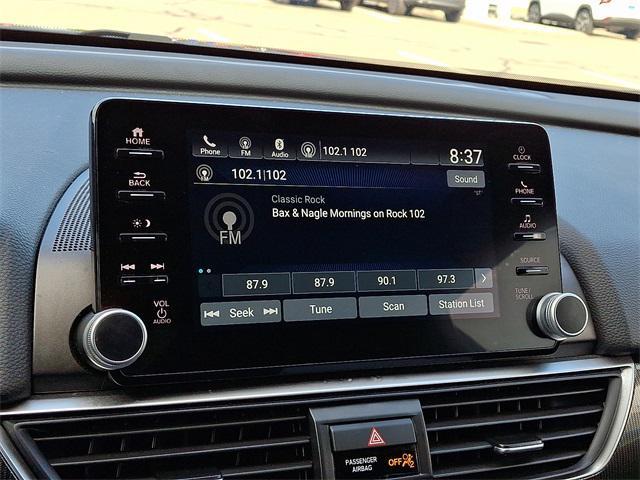 HOME
BACK
VOL
AUDIO
Phone
FM
Audio
102.1 102
8:37
102.1|102
Sound
Classic Rock
Bax & Nagle Mornings on Rock 102
FM
87.9
87.9
90.1
97.3
Seek
Tune
Scan
Station List
CLOCK
PHONE
AUDIO
SOURCE
TUNE/
SCROLL
PASSENGER
AIRBAG
OFF